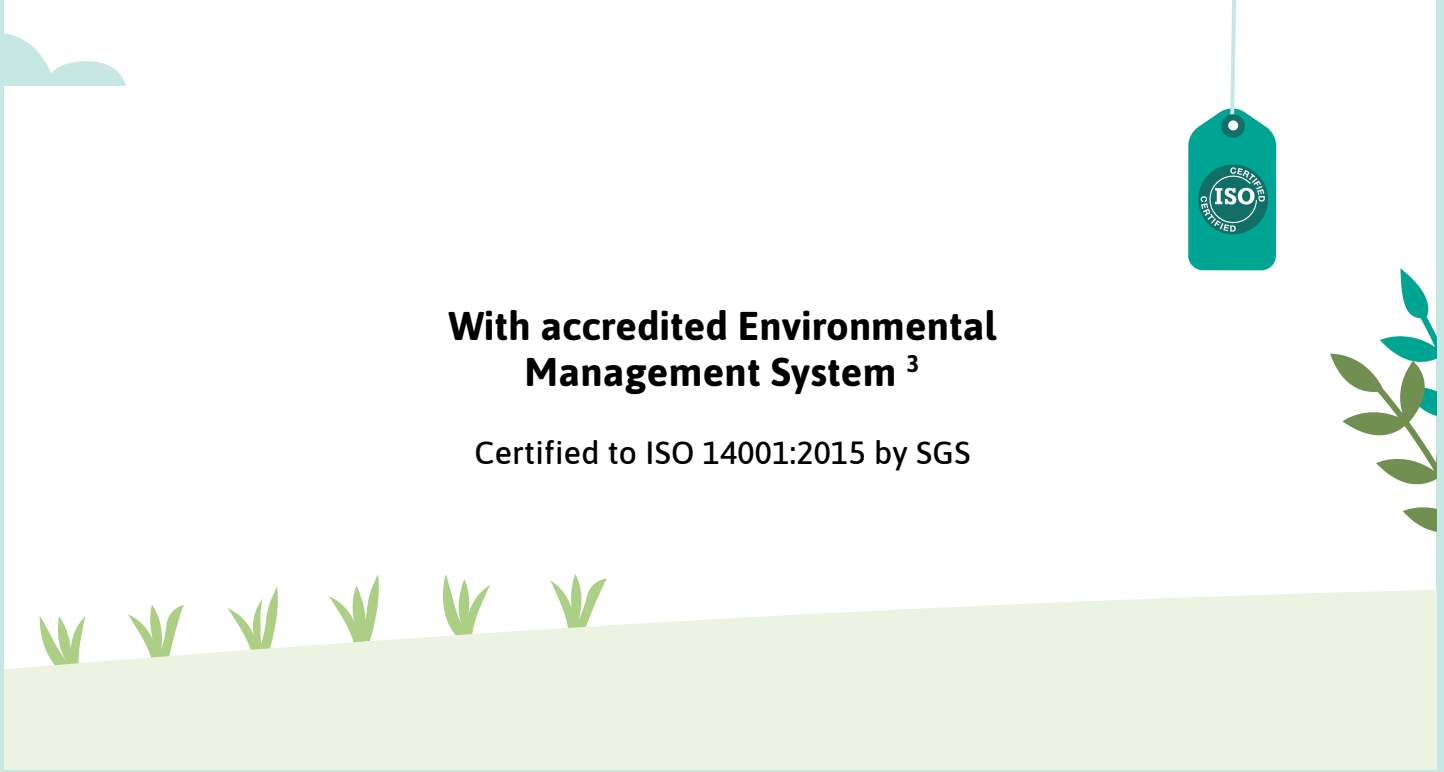 CERTIFIED
ISO
CERTIFIED
With accredited Environmental
Management System ³
Certified to ISO 14001:2015 by SGS